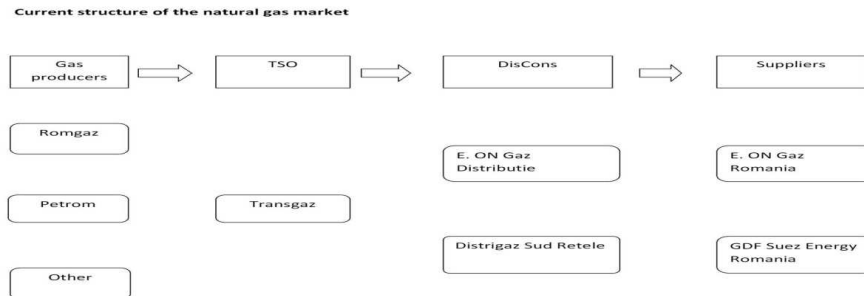 Current structure of the natural gas market
Gas
producers
TSO
DisCons
Suppliers
Romgaz
E. ON Gaz
Distributie
E. ON Gaz
Romania
Petrom
Transgaz
Distrigaz Sud Retele
GDF Suez Energy
Romania
Other